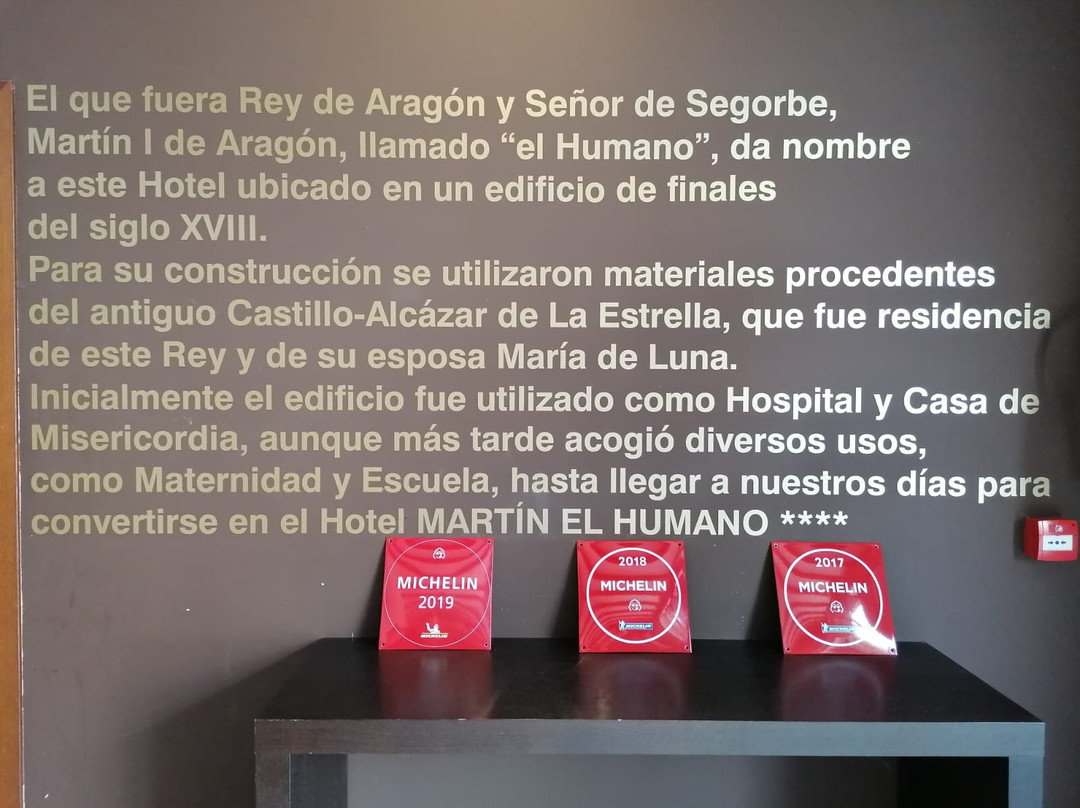 El que fuera Rey de Aragón y Señor de Segorbe,
Martín I de Aragón, llamado “el Humano”, da nombre
a este Hotel ubicado en un edificio de finales
del siglo XVIII.
Para su construcción se utilizaron materiales procedentes
del antiguo Castillo-Alcázar de La Estrella, que fue residencia
de este Rey y de su esposa María de Luna.
Inicialmente el edificio fue utilizado como Hospital y Casa de
Misericordia, aunque más tarde acogió diversos usos,
como Maternidad y Escuela, hasta llegar a nuestros días para
convertirse en el Hotel MARTÍN EL HUMANO ****
MICHELIN
2019
MICHELIN
2018
MICHELIN
MICHELIN
2017
MICHELIN
MICHELIN